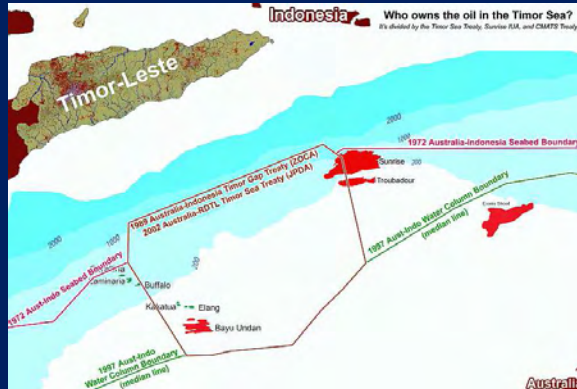 Indonesia
Who owns the oil in the Timor Sea?
It's divided by the Timor Sea Treaty, Sunrise IUA, and CMATS Treaty
Timor-Leste
2000
1000
1972 Australia-Indonesia Seabed Boundary
Sunrise
200
Troubadour
1989 Australia-Indonesia Timor Gap Treaty (ZOCA)
2002 Australia-RDTL Timor Sea Treaty (JPDA)
1997 Aust-Indo Water Column Boundary
(median line)
2000
1000
200
1972 Aust-Indo Seabed Boundary
Laminaria
Buffalo
Kakatua
Elang
Bayu Undan
1997 Aust-Indo
Water Column Boundary
(median line)
Australi